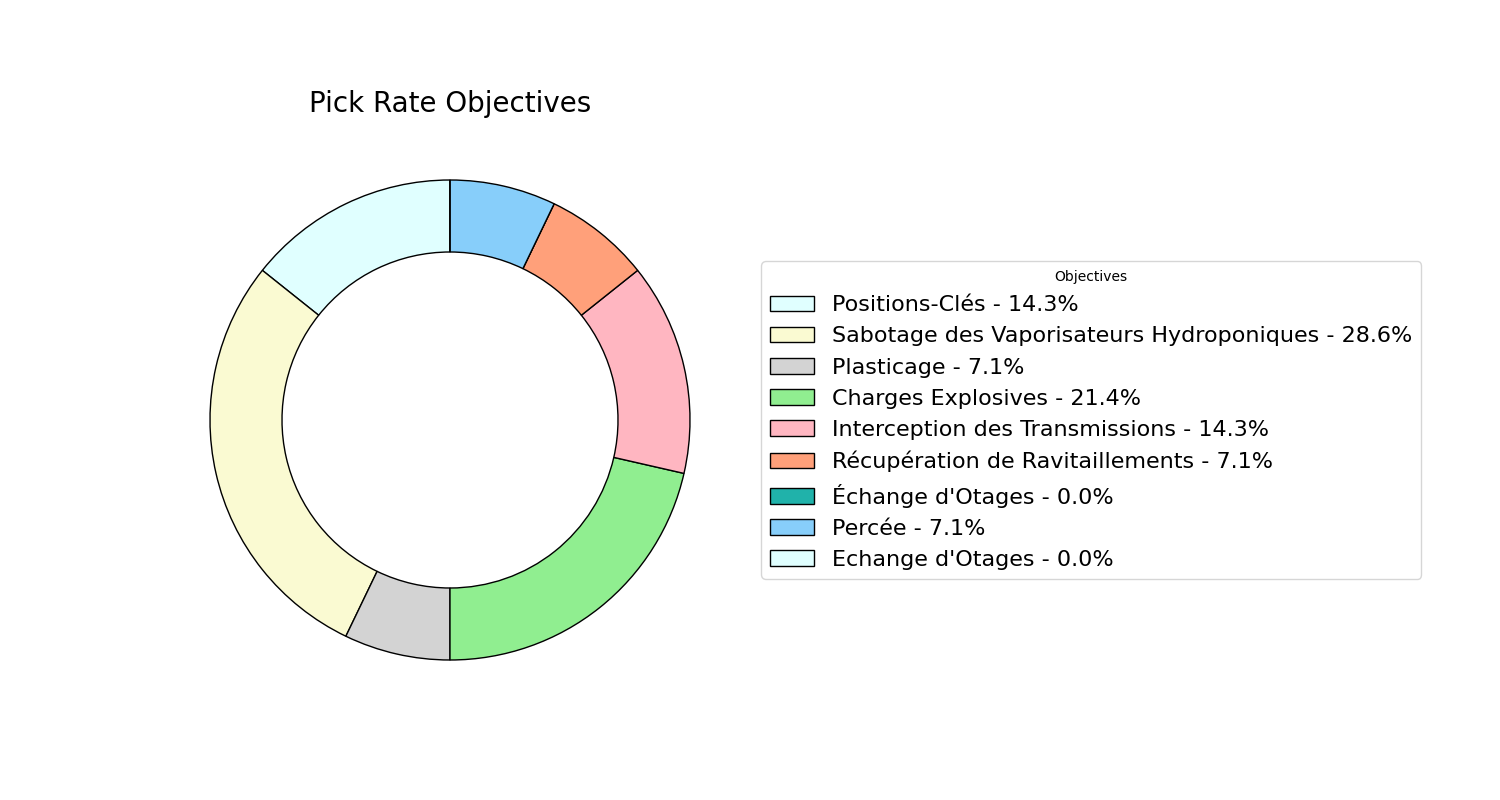 Pick Rate Objectives
Objectives
Positions-Clés - 14.3%
Sabotage des Vaporisateurs Hydroponiques - 28.6%
Plasticage - 7.1%
Charges Explosives - 21.4%
Interception des Transmissions - 14.3%
Récupération de Ravitaillements - 7.1%
Échange d'Otages - 0.0%
Percée - 7.1%
Echange d'Otages - 0.0%